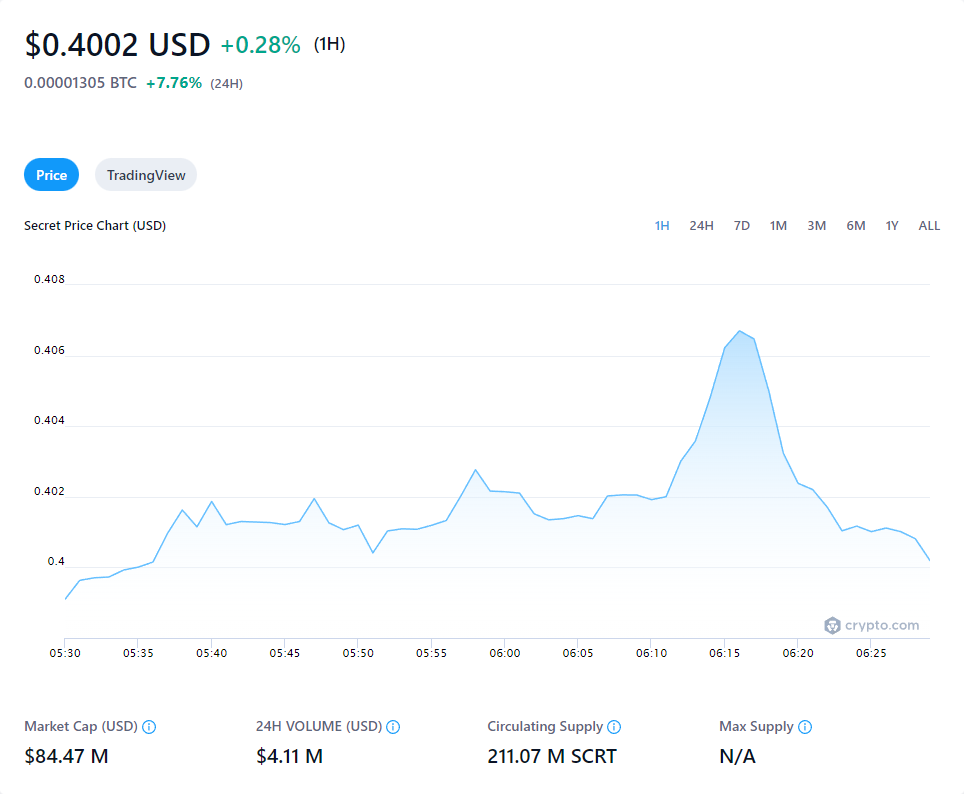 $0.4002 USD +0.28% (1H)
0.00001305 BTC +7.76% (24H)
Price TradingView
Secret Price Chart (USD) 1H 24H 7D 1M 3M 6M 1Y ALL
0.408
0.406
0.404
0.402
0.4
crypto.com
05:30 05:35 05:40 05:45 05:50 05:55 06:00 06:05 06:10 06:15 06:20 06:25
Market Cap (USD) 24H VOLUME (USD) Circulating Supply Max Supply
$84.47 M $4.11 M 211.07 M SCRT N/A